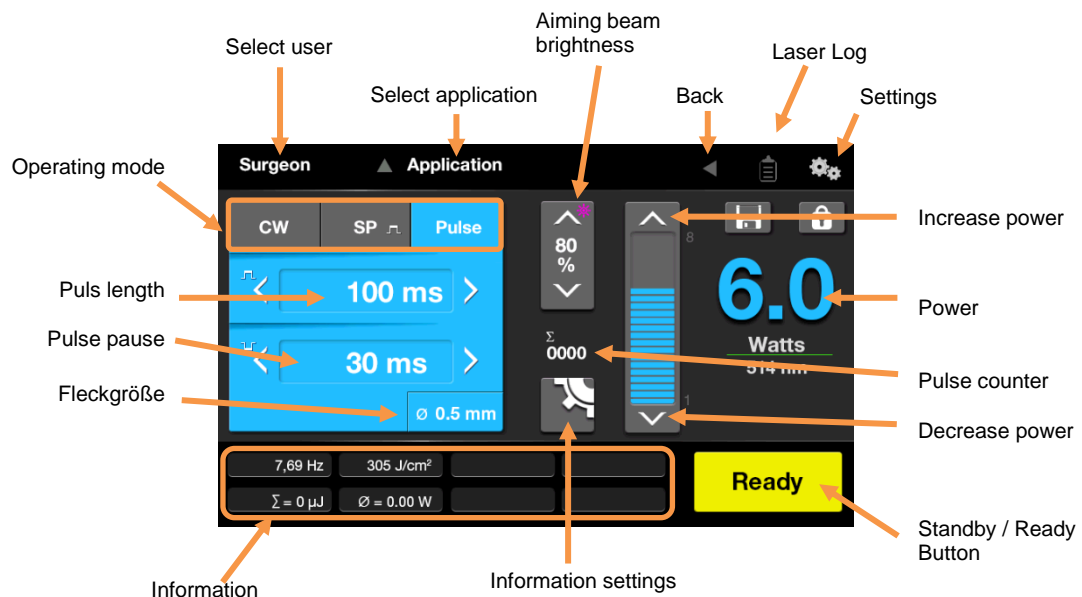 Aiming beam
brightness
Select user
Laser Log
Select application
Back
Settings
Operating mode
Surgeon
Application
CW
SP
Pulse
80
%
8
Increase power
Puls length
100 ms
6.0
Power
Pulse pause
30 ms
Σ
0000
Watts
514 nm
Pulse counter
Fleckgröße
Ø 0.5 mm
1
Decrease power
7,69 Hz
305 J/cm²
Ready
∑ = 0 µJ
Ø = 0.00 W
Standby / Ready
Button
Information
Information settings